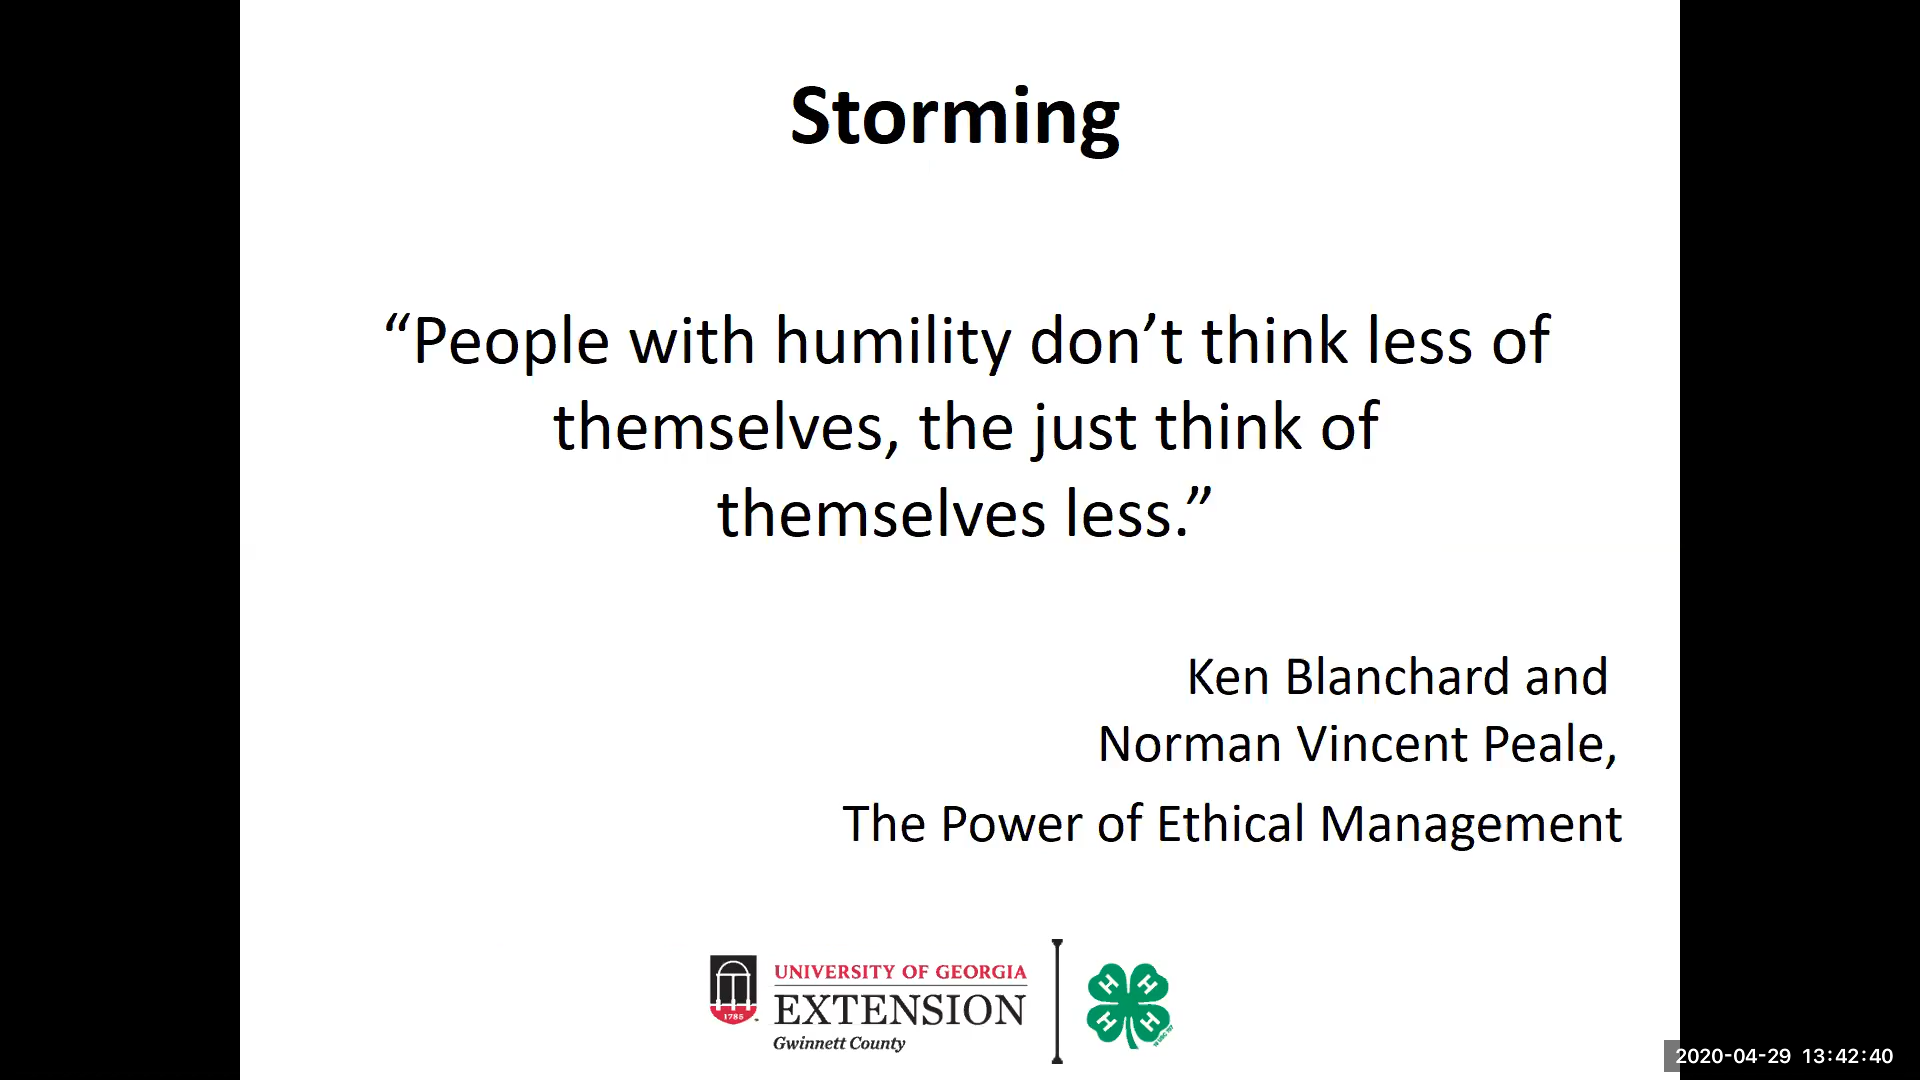 Storming
“People with humility don’t think less of
themselves, the just think of
themselves less.”
Ken Blanchard and
Norman Vincent Peale,
The Power of Ethical Management
1785
UNIVERSITY OF GEORGIA
EXTENSION
Gwinnett County
H H
H H
2020-04-29 13:42:40